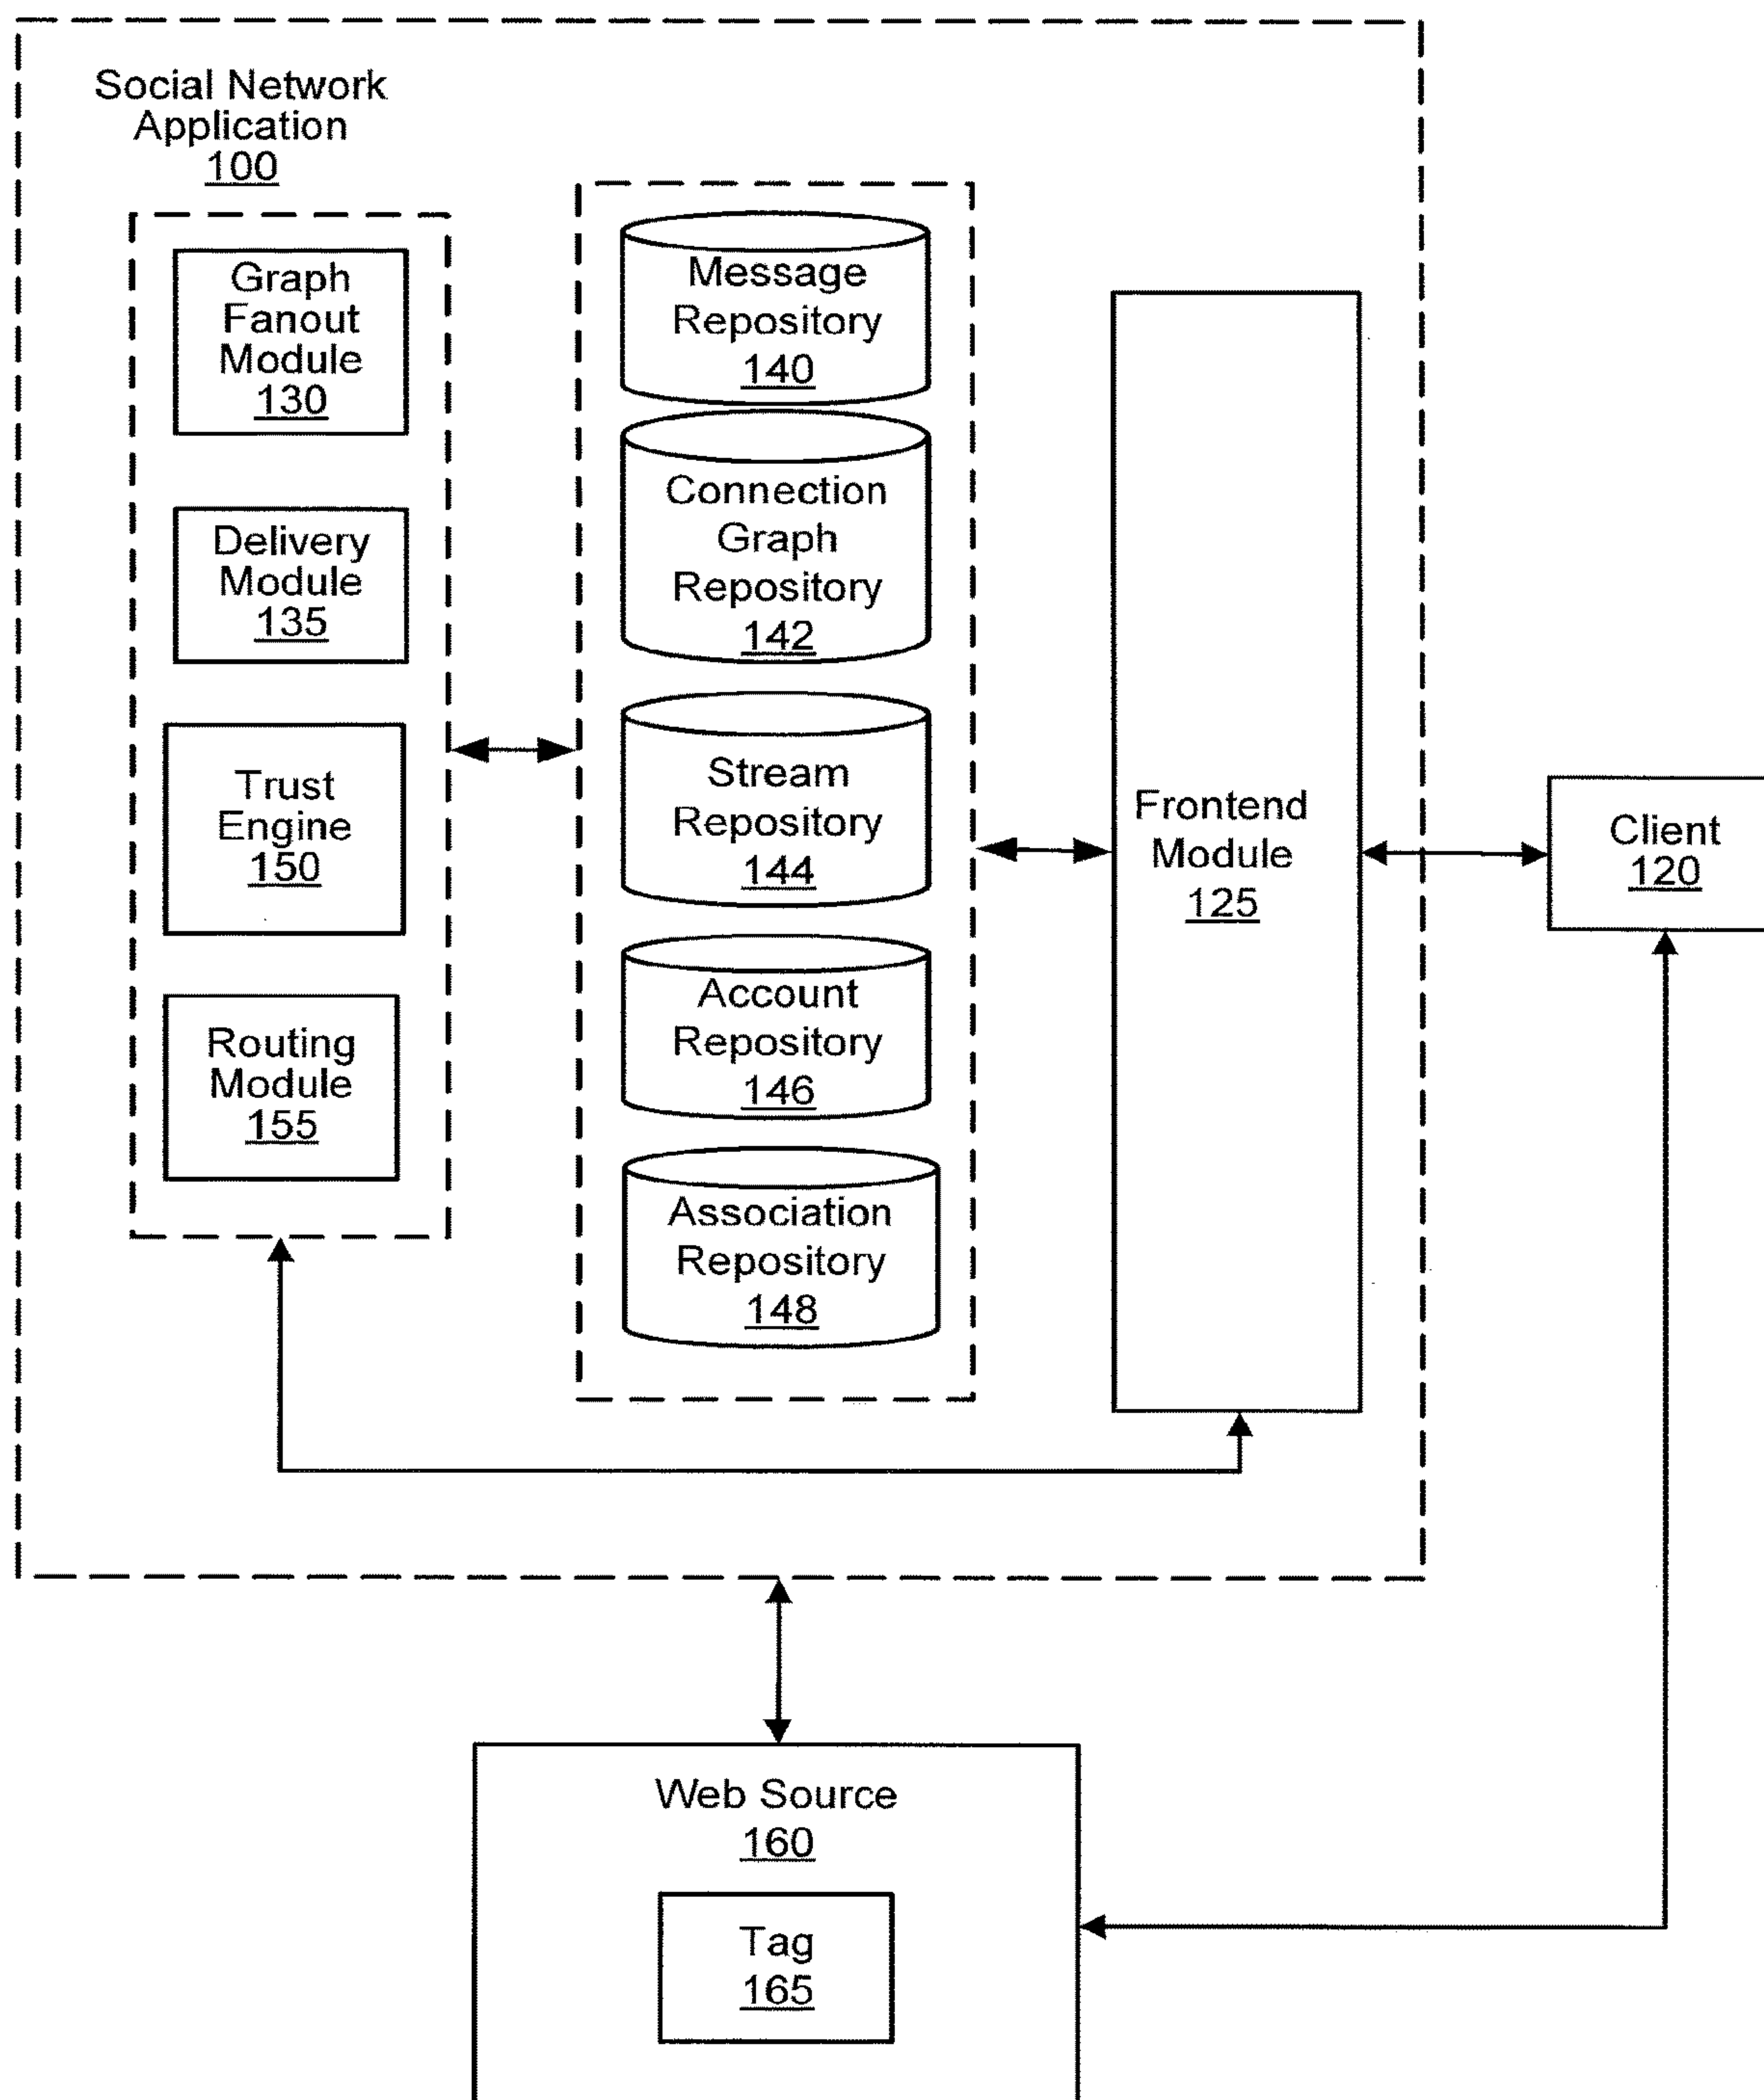 Social Network
Application
100
Graph
Fanout
Module
130
Delivery
Module
135
Trust
Engine
150
Routing
Module
155
Message
Repository
140
Connection
Graph
Repository
142
Stream
Repository
144
Account
Repository
146
Association
Repository
148
Frontend
Module
125
Client
120
Web Source
160
Tag
165